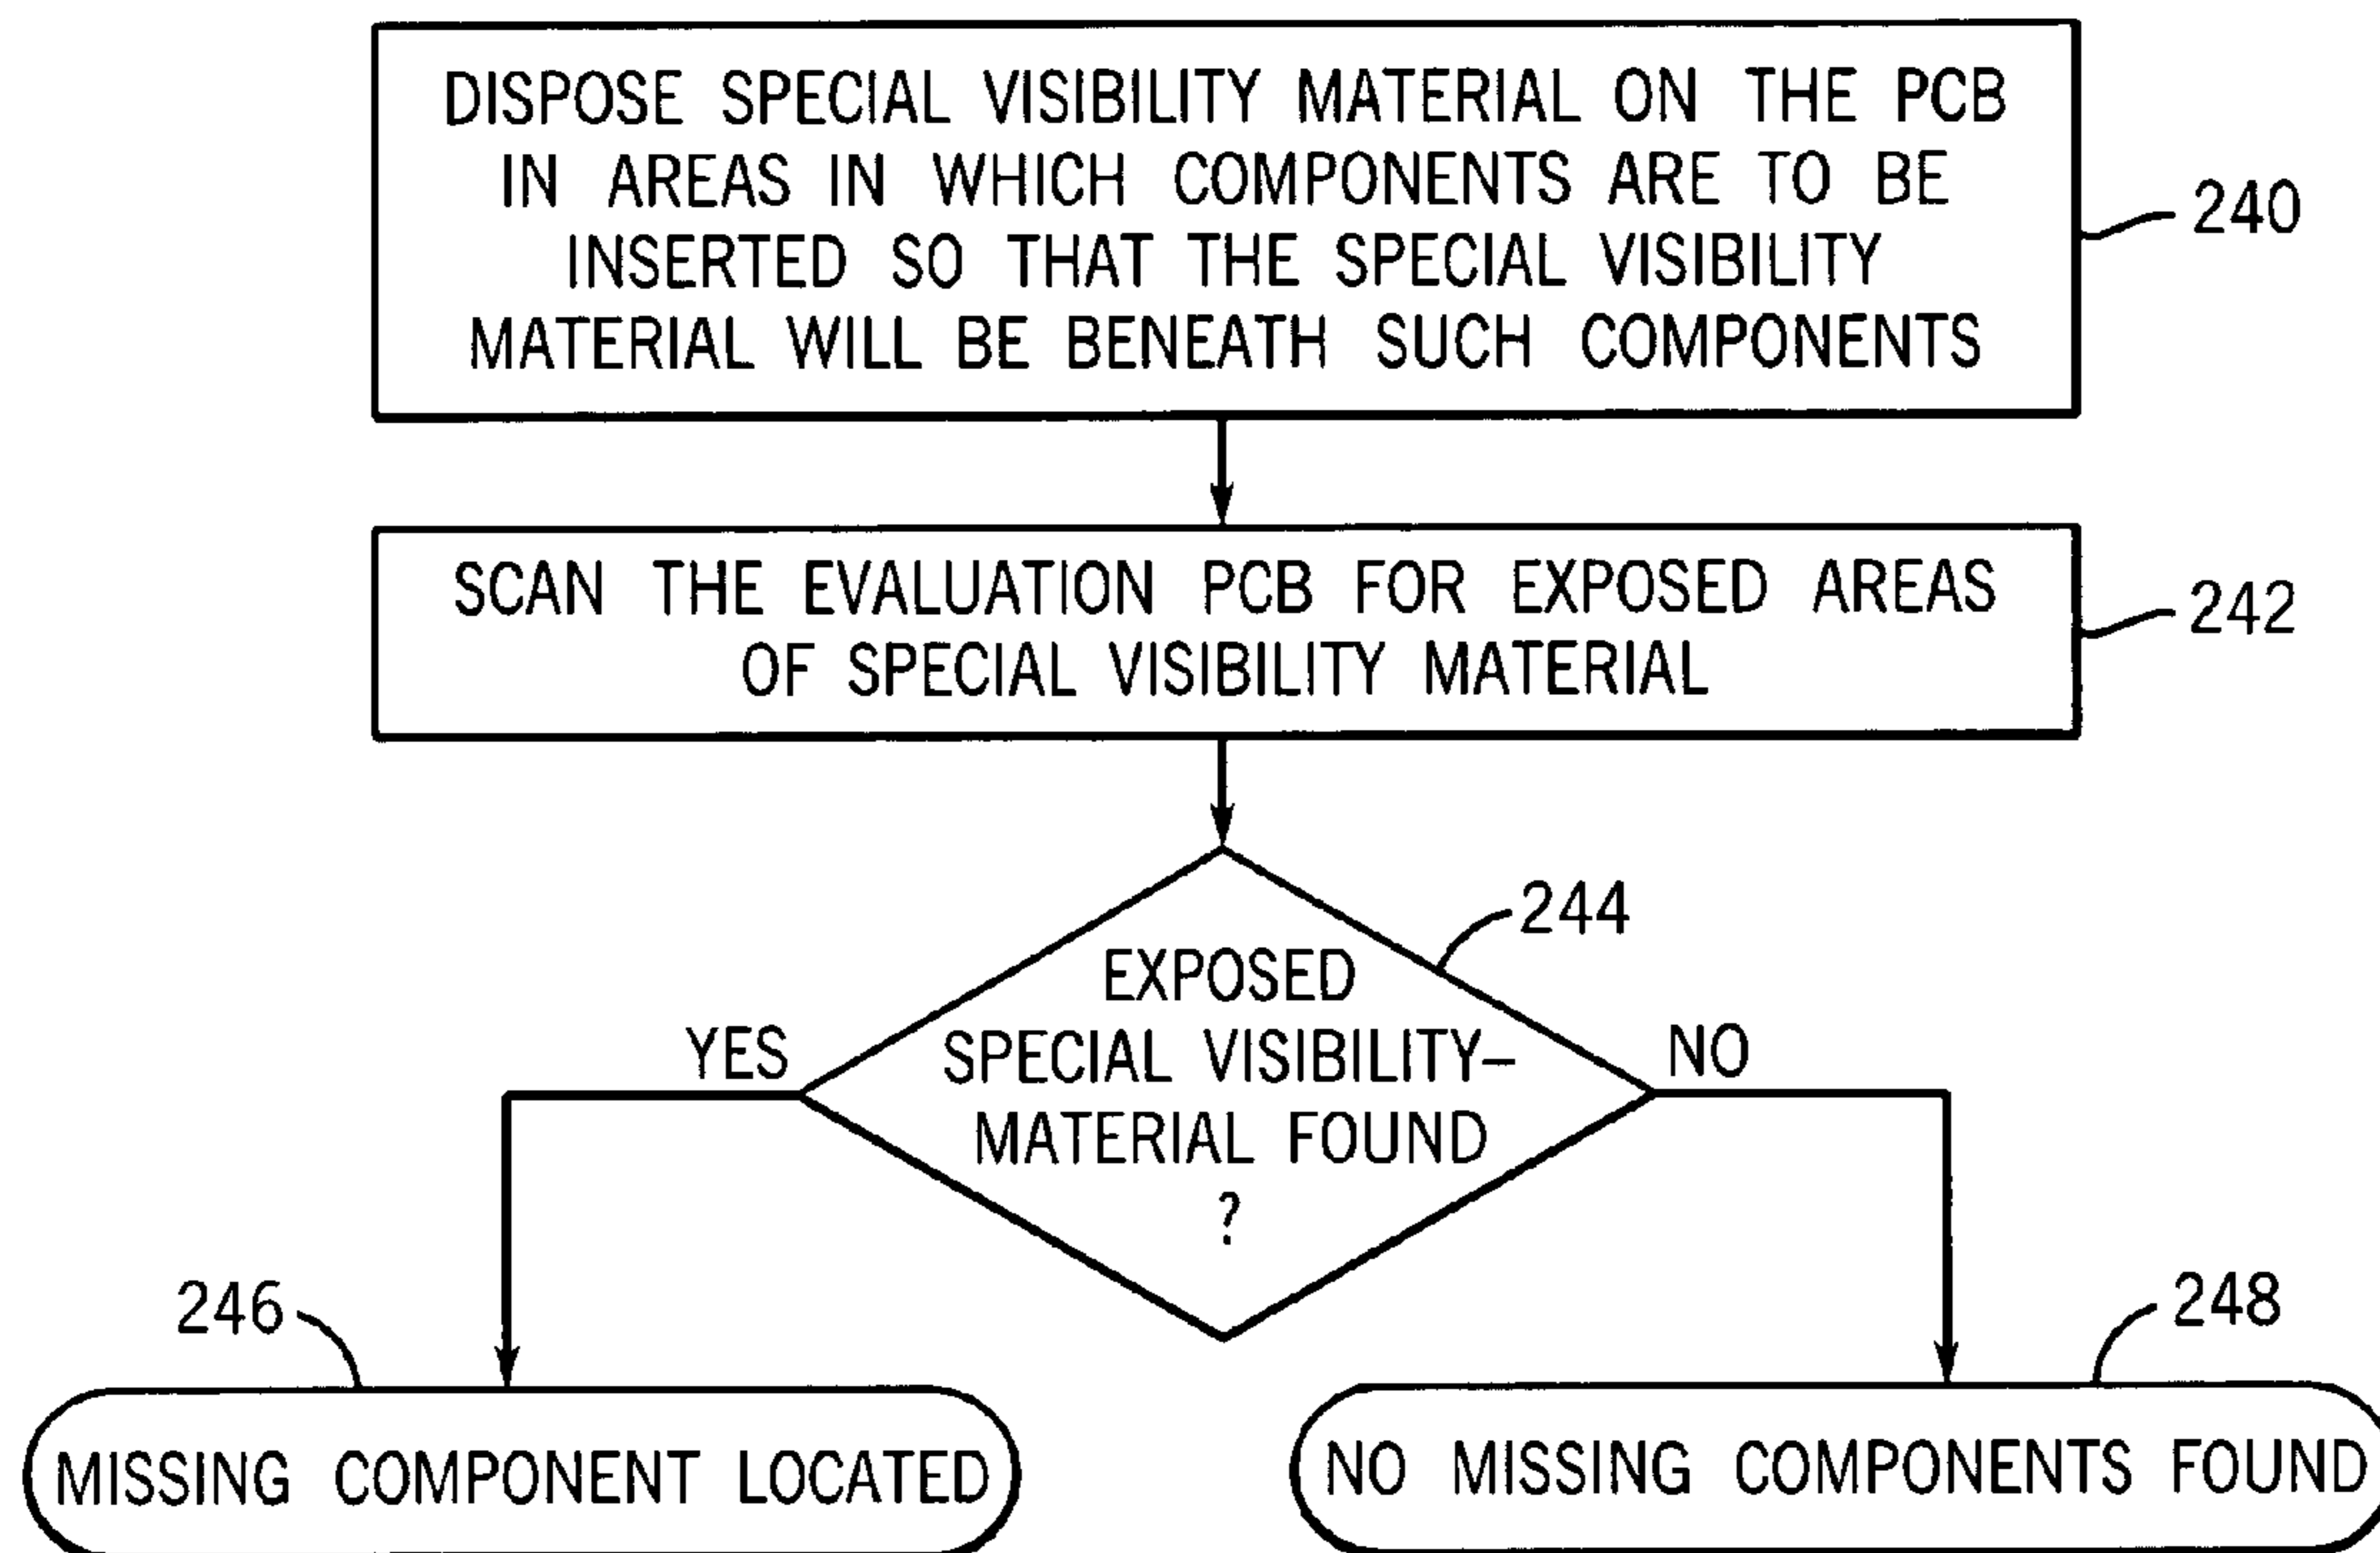 DISPOSE SPECIAL VISIBILITY MATERIAL ON THE PCB
IN AREAS IN WHICH COMPONENTS ARE TO BE
INSERTED SO THAT THE SPECIAL VISIBILITY
MATERIAL WILL BE BENEATH SUCH COMPONENTS
240
SCAN THE EVALUATION PCB FOR EXPOSED AREAS
OF SPECIAL VISIBILITY MATERIAL
242
244
EXPOSED
SPECIAL VISIBILITY–
MATERIAL FOUND
?
YES
NO
246
248
MISSING COMPONENT LOCATED
NO MISSING COMPONENTS FOUND